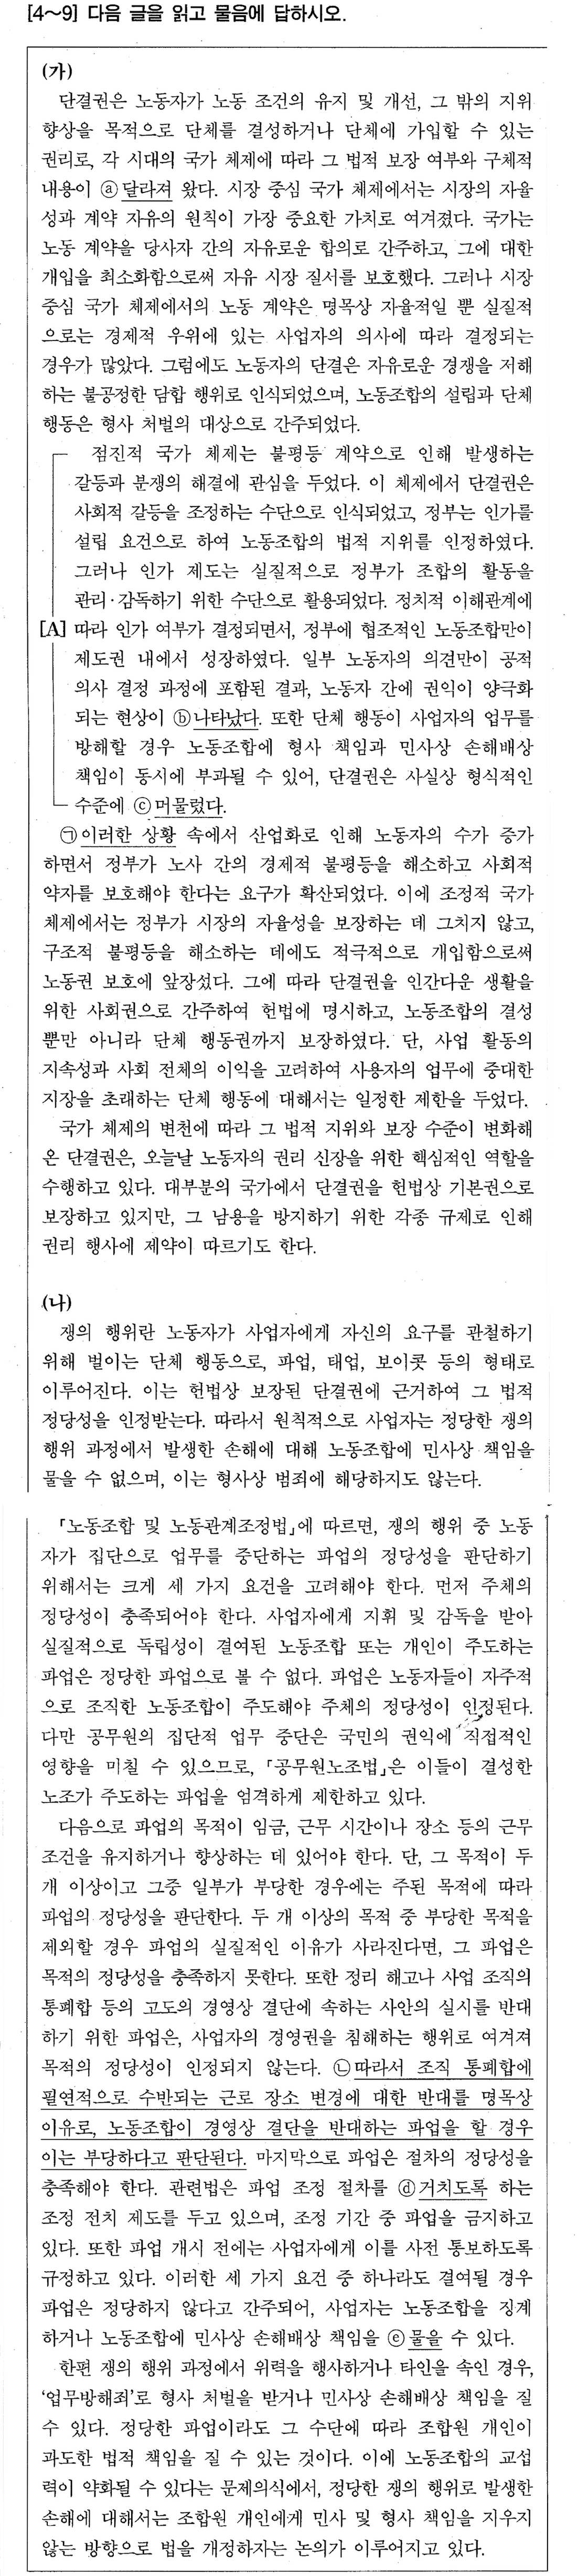 [4~9] 다음 글을 읽고 물음에 답하시오.
(가)
단결권은 노동자가 노동 조건의 유지 및 개선, 그 밖의 지위
향상을 목적으로 단체를 결성하거나 단체에 가입할 수 있는
권리로, 각 시대의 국가 체제에 따라 그 법적 보장 여부와 구체적
내용이 ⓐ달라져 왔다. 시장 중심 국가 체제에서는 시장의 자율
성과 계약 자유의 원칙이 가장 중요한 가치로 여겨졌다. 국가는
노동 계약을 당사자 간의 자유로운 합의로 간주하고, 그에 대한
개입을 최소화함으로써 자유 시장 질서를 보호했다. 그러나 시장
중심 국가 체제에서의 노동 계약은 명목상 자율적일 뿐 실질적
으로는 경제적 우위에 있는 사업자의 의사에 따라 결정되는
경우가 많았다. 그럼에도 노동자의 단결은 자유로운 경쟁을 저해
하는 불공정한 담합 행위로 인식되었으며, 노동조합의 설립과 단체
행동은 형사 처벌의 대상으로 간주되었다.
점진적 국가 체제는 불평등 계약으로 인해 발생하는
갈등과 분쟁의 해결에 관심을 두었다. 이 체제에서 단결권은
사회적 갈등을 조정하는 수단으로 인식되었고, 정부는 인가를
설립 요건으로 하여 노동조합의 법적 지위를 인정하였다.
그러나 인가 제도는 실질적으로 정부가 조합의 활동을
관리·감독하기 위한 수단으로 활용되었다. 정치적 이해관계에
[A] 따라 인가 여부가 결정되면서, 정부에 협조적인 노동조합만이
제도권 내에서 성장하였다. 일부 노동자의 의견만이 공적
의사 결정 과정에 포함된 결과, 노동자 간에 권익이 양극화
되는 현상이 ⓑ나타났다. 또한 단체 행동이 사업자의 업무를
방해할 경우 노동조합에 형사 책임과 민사상 손해배상
책임이 동시에 부과될 수 있어, 단결권은 사실상 형식적인
수준에 ⓒ머물렀다.
㉠이러한 상황 속에서 산업화로 인해 노동자의 수가 증가
하면서 정부가 노사 간의 경제적 불평등을 해소하고 사회적
약자를 보호해야 한다는 요구가 확산되었다. 이에 조정적 국가
체제에서는 정부가 시장의 자율성을 보장하는 데 그치지 않고,
구조적 불평등을 해소하는 데에도 적극적으로 개입함으로써
노동권 보호에 앞장섰다. 그에 따라 단결권을 인간다운 생활을
위한 사회권으로 간주하여 헌법에 명시하고, 노동조합의 결성
뿐만 아니라 단체 행동권까지 보장하였다. 단, 사업 활동의
지속성과 사회 전체의 이익을 고려하여 사용자의 업무에 중대한
지장을 초래하는 단체 행동에 대해서는 일정한 제한을 두었다.
국가 체제의 변천에 따라 그 법적 지위와 보장 수준이 변화해
온 단결권은, 오늘날 노동자의 권리 신장을 위한 핵심적인 역할을
수행하고 있다. 대부분의 국가에서 단결권을 헌법상 기본권으로
보장하고 있지만, 그 남용을 방지하기 위한 각종 규제로 인해
권리 행사에 제약이 따르기도 한다.
(나)
쟁의 행위란 노동자가 사업자에게 자신의 요구를 관철하기
위해 벌이는 단체 행동으로, 파업, 태업, 보이콧 등의 형태로
이루어진다. 이는 헌법상 보장된 단결권에 근거하여 그 법적
정당성을 인정받는다. 따라서 원칙적으로 사업자는 정당한 쟁의
행위 과정에서 발생한 손해에 대해 노동조합에 민사상 책임을
물을 수 없으며, 이는 형사상 범죄에 해당하지도 않는다.
「노동조합 및 노동관계조정법」에 따르면, 쟁의 행위 중 노동
자가 집단으로 업무를 중단하는 파업의 정당성을 판단하기
위해서는 크게 세 가지 요건을 고려해야 한다. 먼저 주체의
정당성이 충족되어야 한다. 사업자에게 지휘 및 감독을 받아
실질적으로 독립성이 결여된 노동조합 또는 개인이 주도하는
파업은 정당한 파업으로 볼 수 없다. 파업은 노동자들이 자주적
으로 조직한 노동조합이 주도해야 주체의 정당성이 인정된다.
다만 공무원의 집단적 업무 중단은 국민의 권익에 직접적인
영향을 미칠 수 있으므로, 「공무원노조법」은 이들이 결성한
노조가 주도하는 파업을 엄격하게 제한하고 있다.
다음으로 파업의 목적이 임금, 근무 시간이나 장소 등의 근무
조건을 유지하거나 향상하는 데 있어야 한다. 단, 그 목적이 두
개 이상이고 그중 일부가 부당한 경우에는 주된 목적에 따라
파업의 정당성을 판단한다. 두 개 이상의 목적 중 부당한 목적을
제외할 경우 파업의 실질적인 이유가 사라진다면, 그 파업은
목적의 정당성을 충족하지 못한다. 또한 정리 해고나 사업 조직의
통폐합 등의 고도의 경영상 결단에 속하는 사안의 실시를 반대
하기 위한 파업은, 사업자의 경영권을 침해하는 행위로 여겨져
목적의 정당성이 인정되지 않는다. ㉡따라서 조직 통폐합에
필연적으로 수반되는 근로 장소 변경에 대한 반대를 명목상
이유로, 노동조합이 경영상 결단을 반대하는 파업을 할 경우
이는 부당하다고 판단된다. 마지막으로 파업은 절차의 정당성을
충족해야 한다. 관련법은 파업 조정 절차를 ⓓ거치도록 하는
조정 전치 제도를 두고 있으며, 조정 기간 중 파업을 금지하고
있다. 또한 파업 개시 전에는 사업자에게 이를 사전 통보하도록
규정하고 있다. 이러한 세 가지 요건 중 하나라도 결여될 경우
파업은 정당하지 않다고 간주되어, 사업자는 노동조합을 징계
하거나 노동조합에 민사상 손해배상 책임을 ⓔ물을 수 있다.
한편 쟁의 행위 과정에서 위력을 행사하거나 타인을 속인 경우,
'업무방해죄'로 형사 처벌을 받거나 민사상 손해배상 책임을 질
수 있다. 정당한 파업이라도 그 수단에 따라 조합원 개인이
과도한 법적 책임을 질 수 있는 것이다. 이에 노동조합의 교섭
력이 약화될 수 있다는 문제의식에서, 정당한 쟁의 행위로 발생한
손해에 대해서는 조합원 개인에게 민사 및 형사 책임을 지우지
않는 방향으로 법을 개정하자는 논의가 이루어지고 있다.